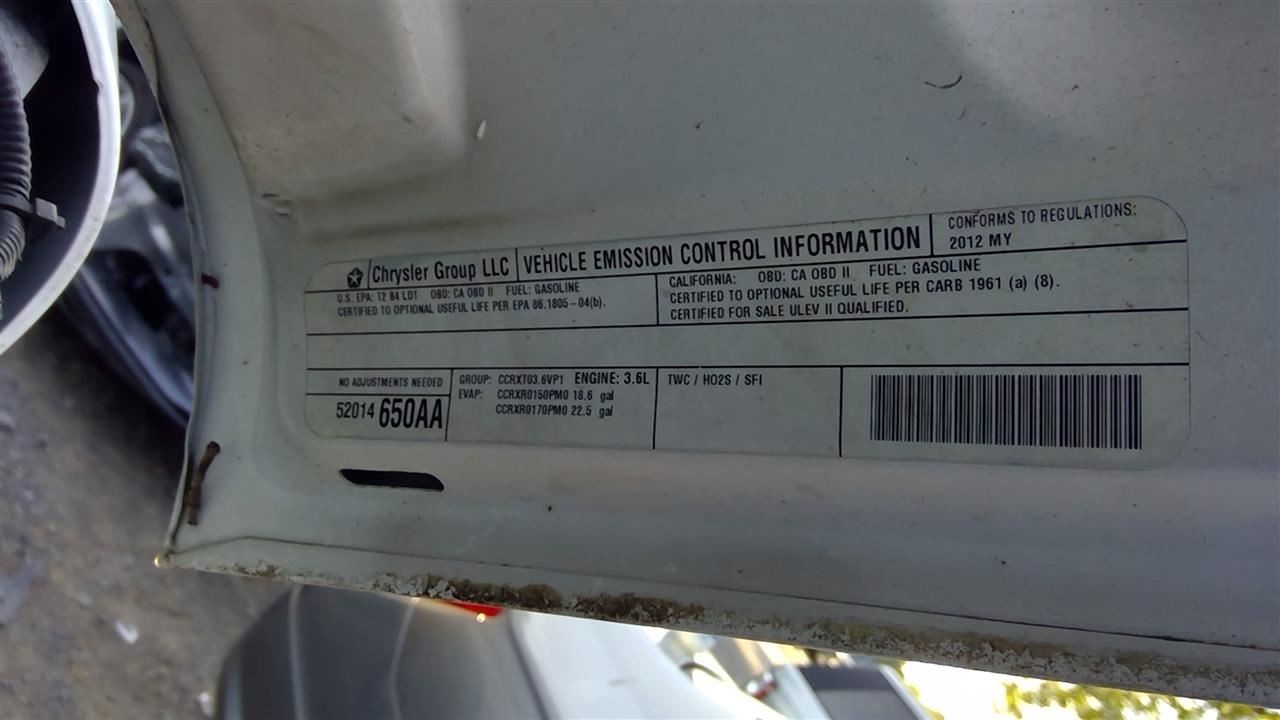 Chrysler Group LLC
VEHICLE EMISSION CONTROL INFORMATION
CONFORMS TO REGULATIONS:
2012 MY
U.S. EPA: T2 B4 LDT OBD: CA OBD II FUEL: GASOLINE
CERTIFIED TO OPTIONAL USEFUL LIFE PER EPA 86.1805-04(b).
CALIFORNIA: OBD: CA OBD II FUEL: GASOLINE
CERTIFIED TO OPTIONAL USEFUL LIFE PER CARB 1961 (a) (8).
CERTIFIED FOR SALE ULEV II QUALIFIED.
NO ADJUSTMENTS NEEDED
52014 650AA
GROUP: CCRXT03.6VP1 ENGINE: 3.6L
EVAP: CCRXR0150PM0 18.6 gal
CCRXR0170PM0 22.5 gal
TWC / HO2S / SFI